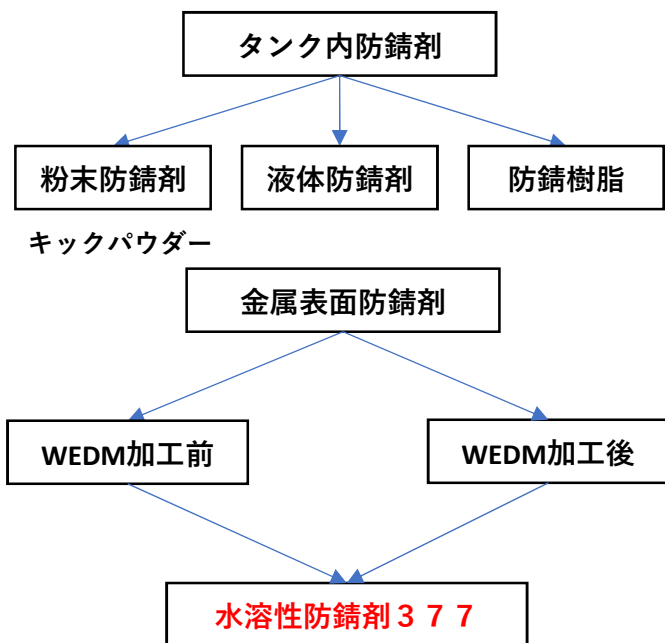 タンク内防錆剤
粉末防錆剤
液体防錆剤
防錆樹脂
キックパウダー
金属表面防錆剤
WEDM加工前
WEDM加工後
水溶性防錆剤３７７